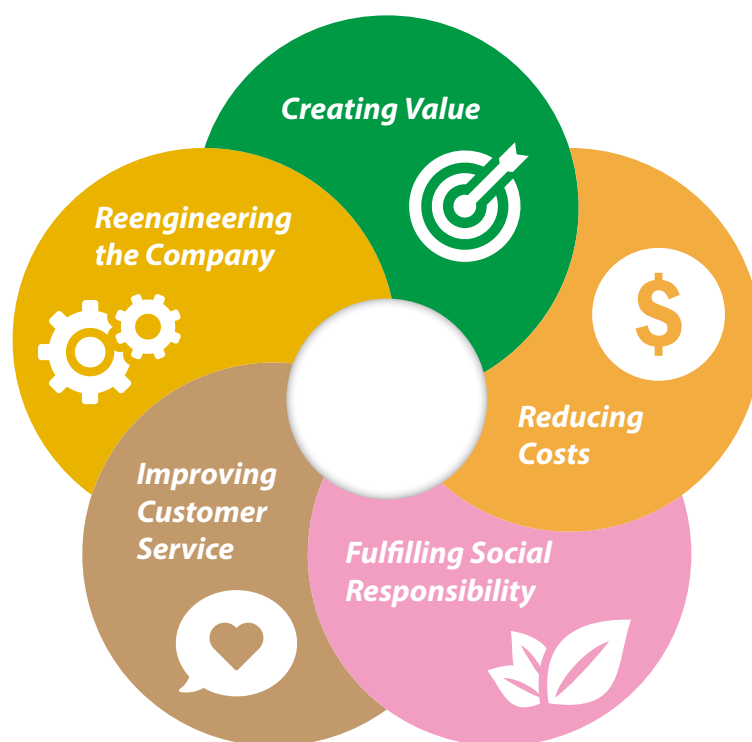 Creating Value
Reengineering
the Company
$
Reducing
Costs
Improving
Customer
Service
Fulfilling Social
Responsibility